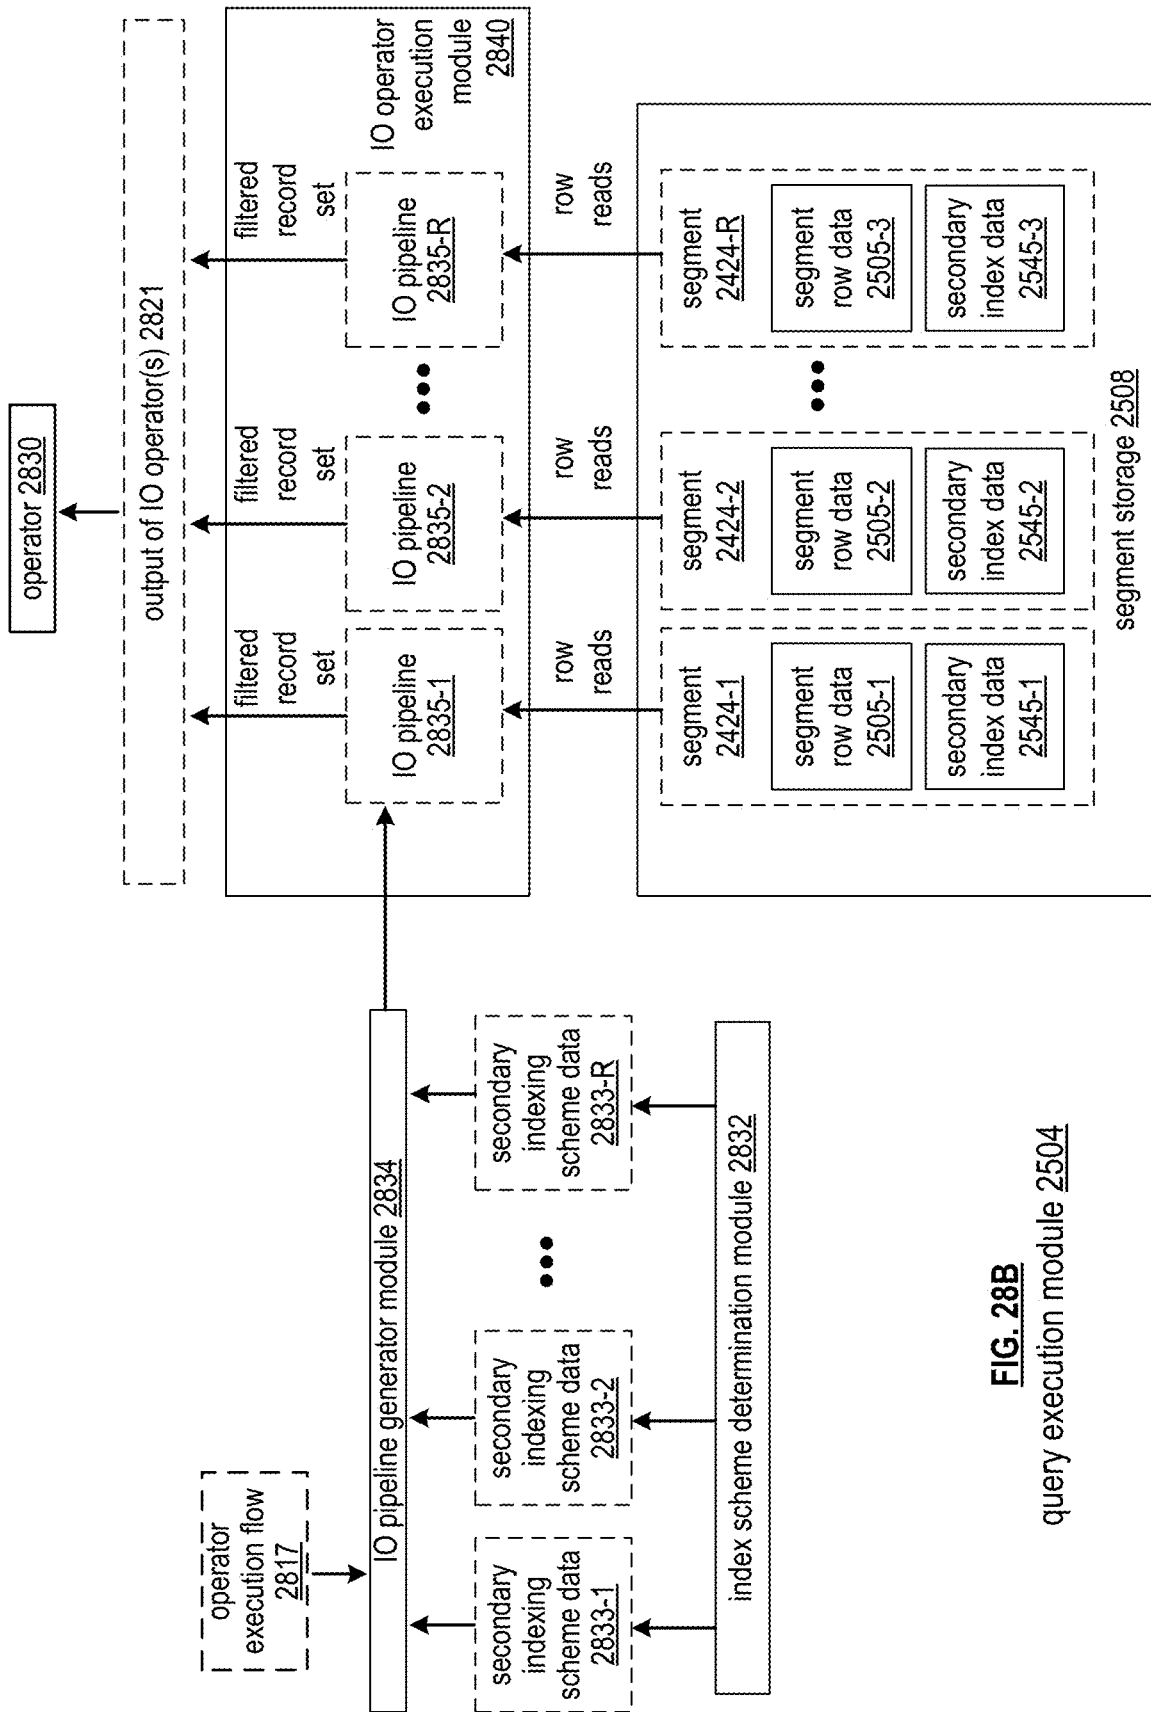 operator 2830
output of IO operator(s) 2821
filtered
record
set
filtered
record
set
filtered
record
set
IO pipeline
2835-1
IO pipeline
2835-2
IO pipeline
2835-R
IO operator
execution
module
2840
row
reads
row
reads
row
reads
segment
2424-1
segment
row data
2505-1
secondary
index data
2545-1
segment
2424-2
segment
row data
2505-2
secondary
index data
2545-2
segment
2424-R
segment
row data
2505-3
secondary
index data
2545-3
segment storage 2508
operator
execution flow
2817
IO pipeline generator module 2834
secondary
indexing
scheme data
2833-1
secondary
indexing
scheme data
2833-2
secondary
indexing
scheme data
2833-R
index scheme determination module 2832
FIG. 28B
query execution module 2504